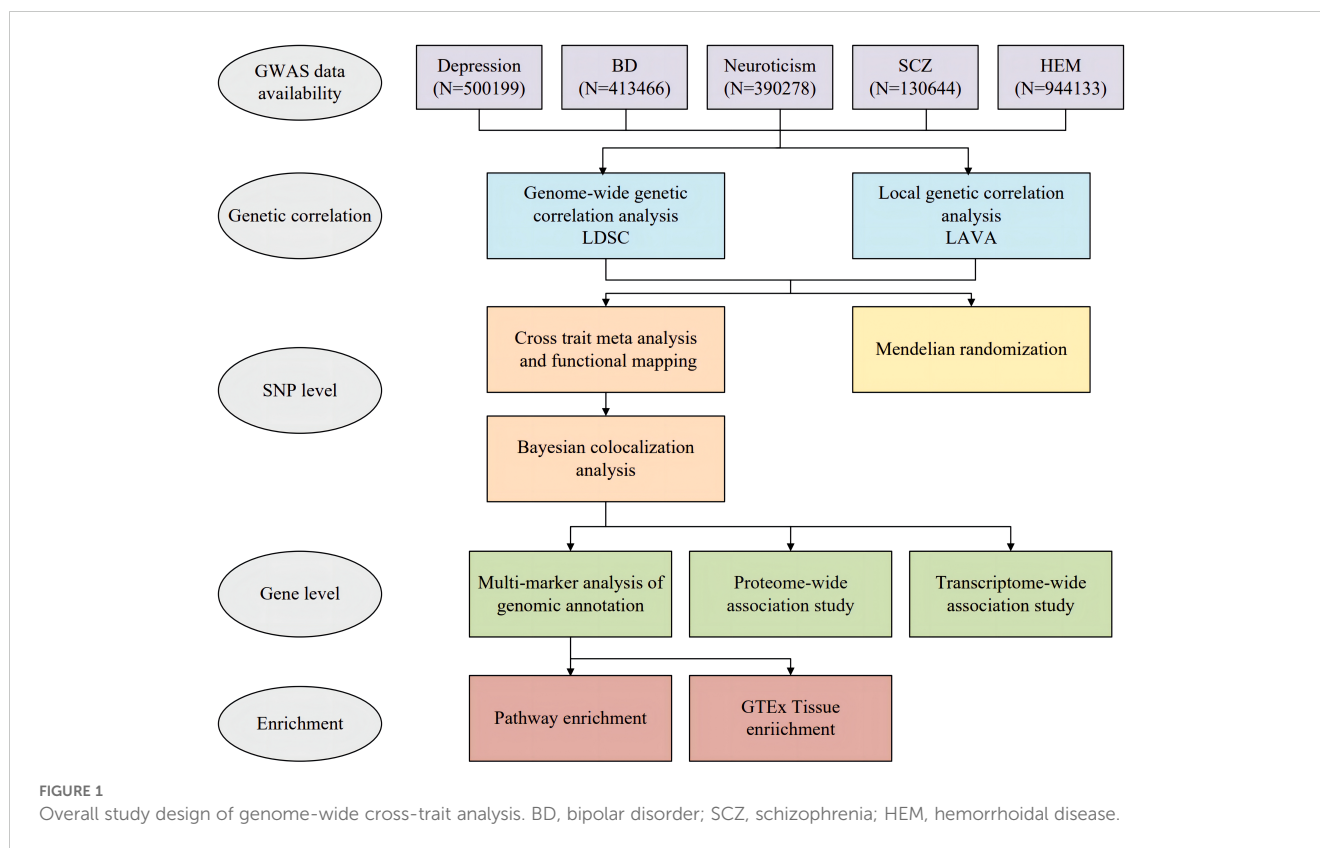 GWAS data
availability
Depression
(N=500199)
BD
(N=413466)
Neuroticism
(N=390278)
SCZ
(N=130644)
HEM
(N=944133)
Genetic correlation
Genome-wide genetic
correlation analysis
LDSC
Local genetic correlation
analysis
LAVA
SNP level
Cross trait meta analysis
and functional mapping
Mendelian randomization
Bayesian colocalization
analysis
Gene level
Multi-marker analysis of
genomic annotation
Proteome-wide
association study
Transcriptome-wide
association study
Enrichment
Pathway enrichment
GTEx Tissue
enriichment
FIGURE 1
Overall study design of genome-wide cross-trait analysis. BD, bipolar disorder; SCZ, schizophrenia; HEM, hemorrhoidal disease.